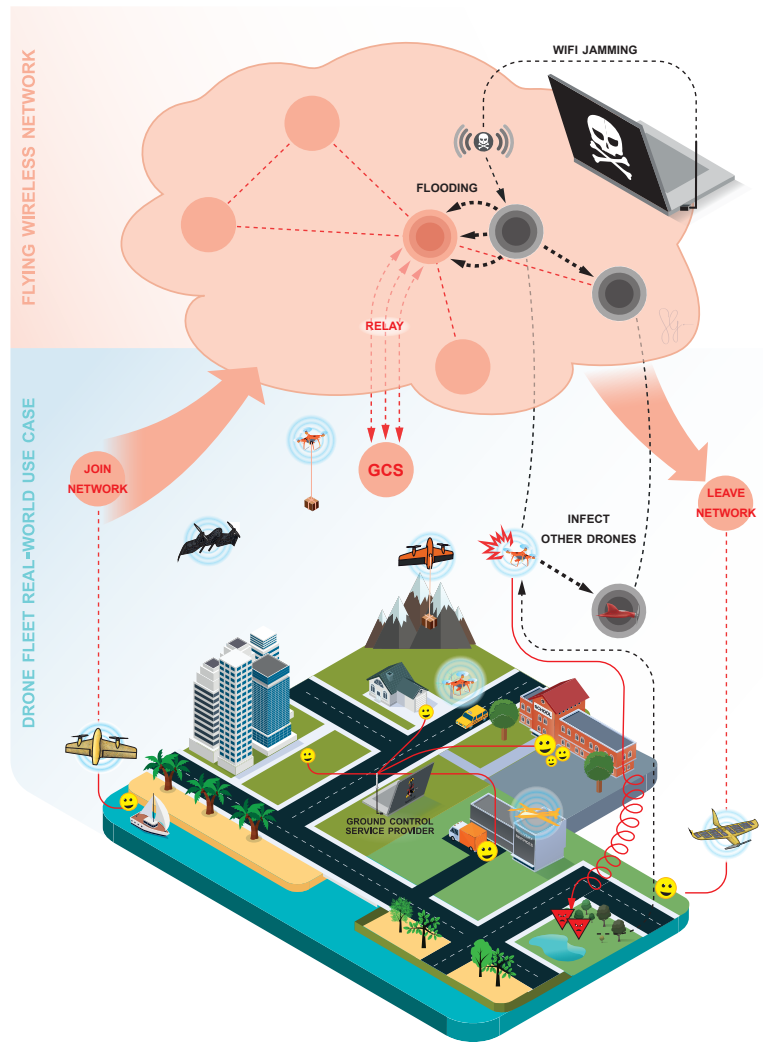 FLYING WIRELESS NETWORK
WIFI JAMMING
FLOODING
RELAY
GCS
JOIN
NETWORK
LEAVE
NETWORK
INFECT
OTHER DRONES
DRONE FLEET REAL-WORLD USE CASE
SCHOOL
GROUND CONTROL
SERVICE PROVIDER